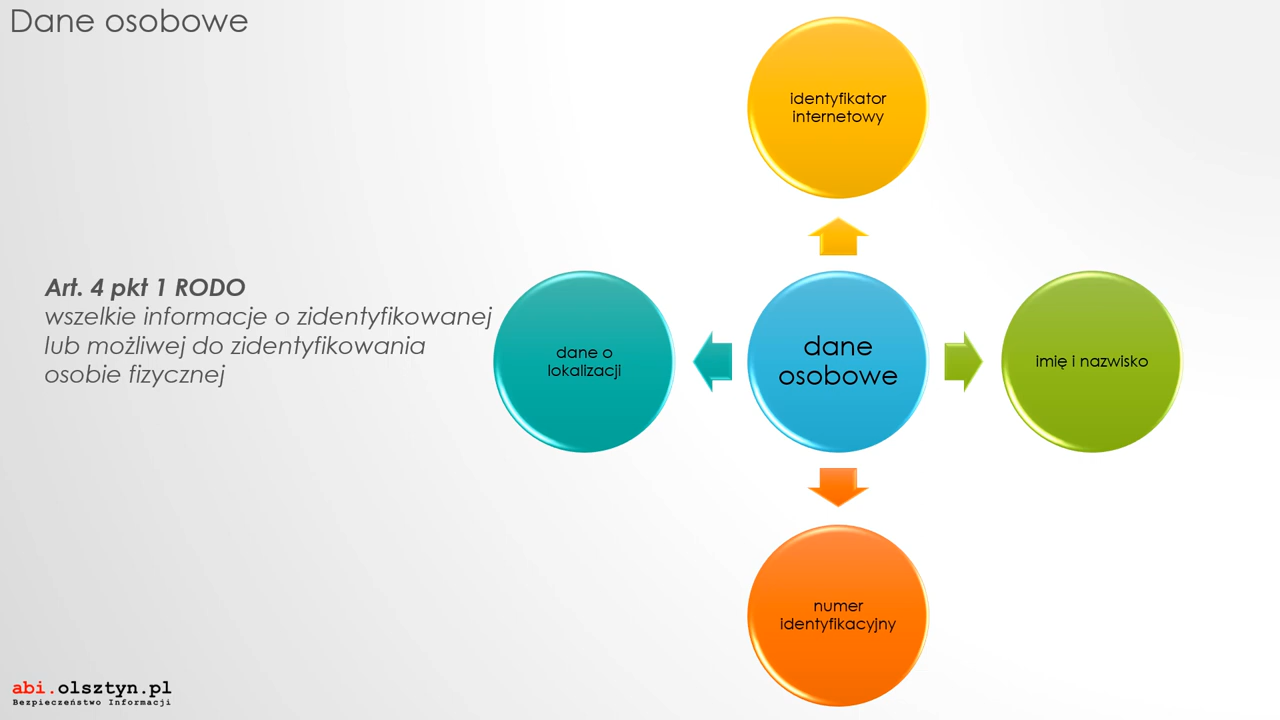 Dane osobowe
identyfikator
internetowy
Art. 4 pkt 1 RODO
wszelkie informacje o zidentyfikowanej
lub możliwej do zidentyfikowania
osobie fizycznej
dane o
lokalizacji
dane
osobowe
imię i nazwisko
numer
identyfikacyjny
abi.olsztyn.pl
Bezpieczeństwo Informacji